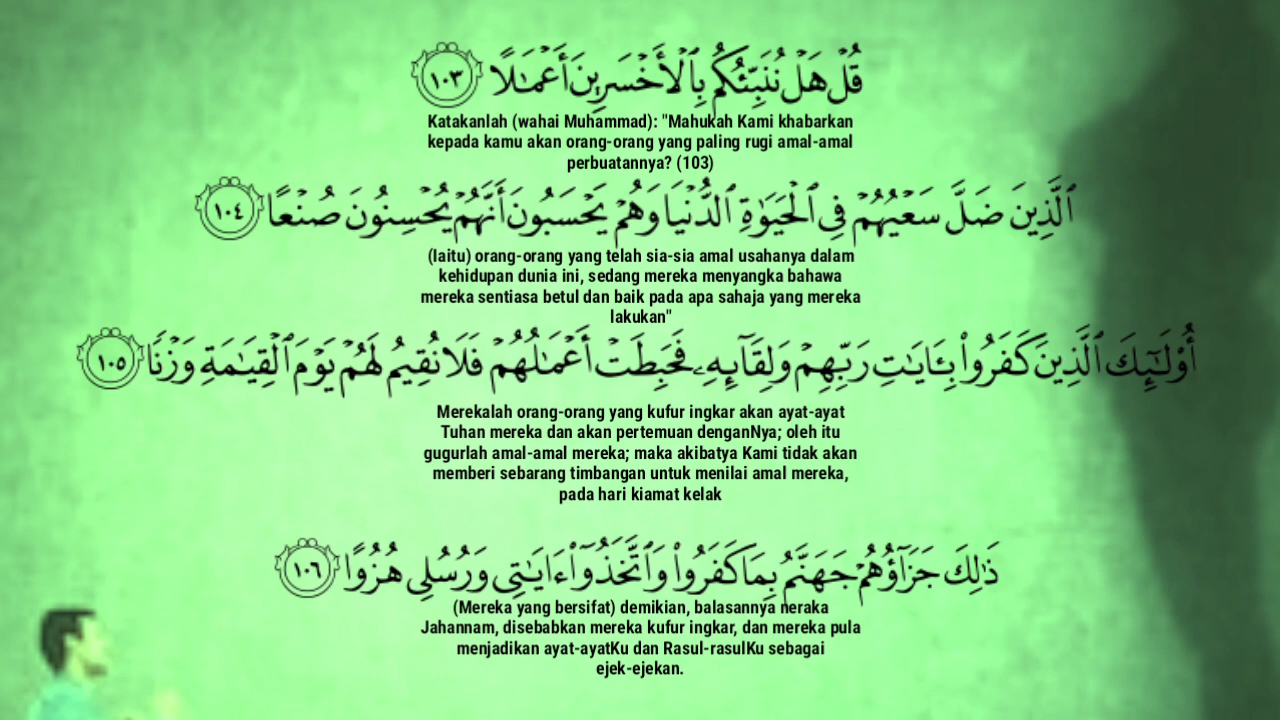 قُلْ هَلْ نُنَبِّئُكُم بِٱلْأَخْسَرِينَ أَعْمَـٰلًا ١٠٣
Katakanlah (wahai Muhammad): "Mahukah Kami khabarkan
kepada kamu akan orang-orang yang paling rugi amal-amal
perbuatannya? (103)
ٱلَّذِينَ ضَلَّ سَعْيُهُمْ فِى ٱلْحَيَوٰةِ ٱلدُّنْيَا وَهُمْ يَحْسَبُونَ أَنَّهُمْ يُحْسِنُونَ صُنْعًا ١٠٤
(Iaitu) orang-orang yang telah sia-sia amal usahanya dalam
kehidupan dunia ini, sedang mereka menyangka bahawa
mereka sentiasa betul dan baik pada apa sahaja yang mereka
lakukan"
أُو۟لَـٰٓئِكَ ٱلَّذِينَ كَفَرُوا۟ بِـَٔايَـٰتِ رَبِّهِمْ وَلِقَآئِهِۦ فَحَبِطَتْ أَعْمَـٰلُهُمْ فَلَا نُقِيمُ لَهُمْ يَوْمَ ٱلْقِيَـٰمَةِ وَزْنًا ١٠٥
Merekalah orang-orang yang kufur ingkar akan ayat-ayat
Tuhan mereka dan akan pertemuan denganNya; oleh itu
gugurlah amal-amal mereka; maka akibatya Kami tidak akan
memberi sebarang timbangan untuk menilai amal mereka,
pada hari kiamat kelak
ذَٰلِكَ جَزَآؤُهُمْ جَهَنَّمُ بِمَا كَفَرُوا۟ وَٱتَّخَذُوٓا۟ ءَايَـٰتِى وَرُسُلِى هُزُوًا ١٠٦
(Mereka yang bersifat) demikian, balasannya neraka
Jahannam, disebabkan mereka kufur ingkar, dan mereka pula
menjadikan ayat-ayatKu dan Rasul-rasulKu sebagai
ejek-ejekan.